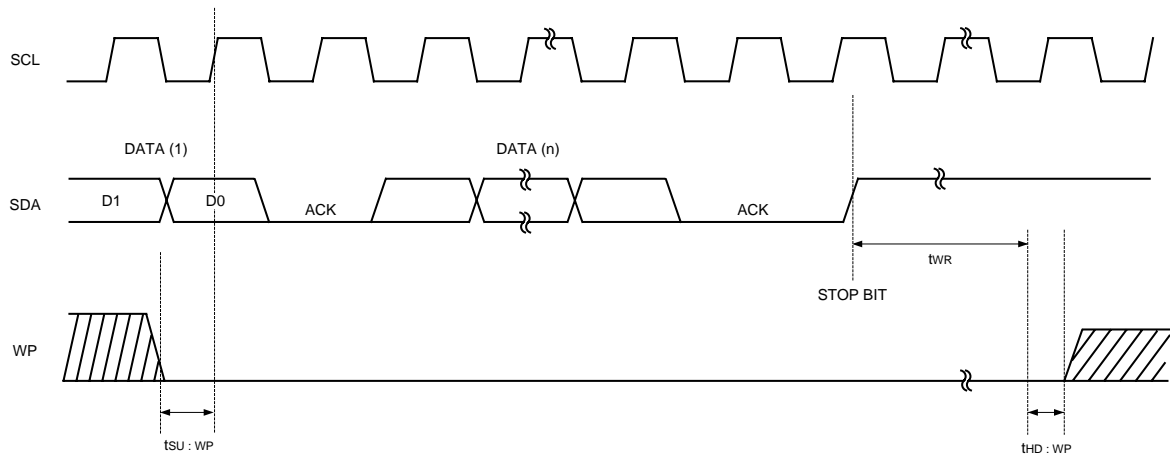 SCL
DATA (1)
DATA (n)
SDA
D1
D0
ACK
ACK
tWR
STOP BIT
WP
tSU : WP
tHD : WP